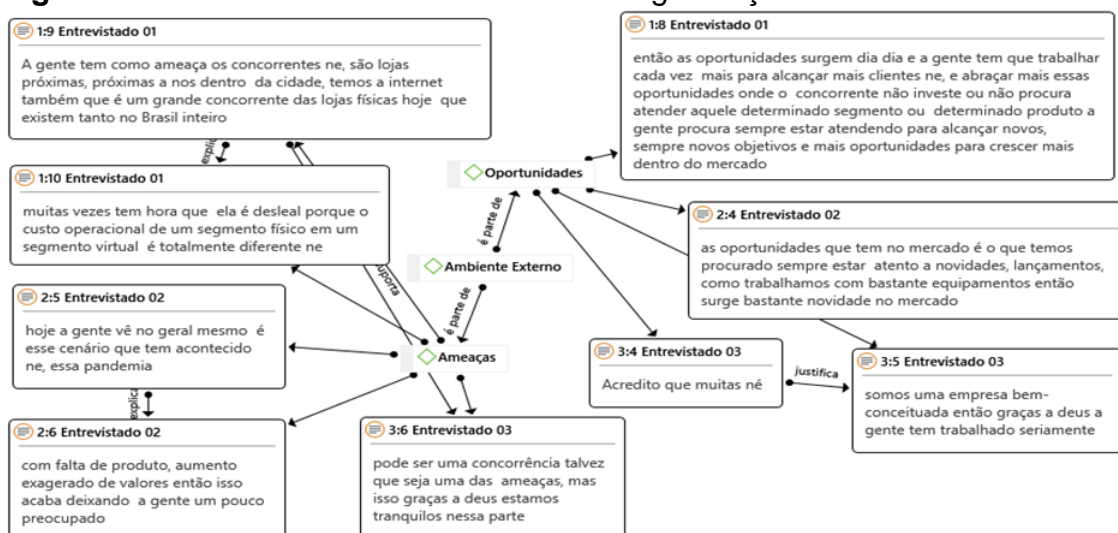 1:9 Entrevistado 01
A gente tem como ameaça os concorrentes ne, são lojas
próximas, próximas a nos dentro da cidade, temos a internet
também que é um grande concorrente das lojas físicas hoje que
existem tanto no Brasil inteiro
1:8 Entrevistado 01
então as oportunidades surgem dia dia e a gente tem que trabalhar
cada vez mais para alcançar mais clientes ne, e abraçar mais essas
oportunidades onde o concorrente não investe ou não procura
atender aquele determinado segmento ou determinado produto a
gente procura sempre estar atendendo para alcançar novos,
sempre novos objetivos e mais oportunidades para crescer mais
dentro do mercado
1:10 Entrevistado 01
muitas vezes tem hora que ela é desleal porque o
custo operacional de um segmento físico em um
segmento virtual é totalmente diferente ne
Oportunidades
é parte de
Ambiente Externo
é parte de
Ameaças
2:4 Entrevistado 02
as oportunidades que tem no mercado é o que temos
procurado sempre estar atento a novidades, lançamentos,
como trabalhamos com bastante equipamentos então
surge bastante novidade no mercado
2:5 Entrevistado 02
hoje a gente vê no geral mesmo é
esse cenário que tem acontecido
ne, essa pandemia
explica
2:6 Entrevistado 02
com falta de produto, aumento
exagerado de valores então isso
acaba deixando a gente um pouco
preocupado
3:6 Entrevistado 03
pode ser uma concorrência talvez
que seja uma das ameaças, mas
isso graças a deus estamos
tranquilos nessa parte
3:4 Entrevistado 03
Acredito que muitas né
justifica
3:5 Entrevistado 03
somos uma empresa bem-
conceituada então graças a deus a
gente tem trabalhado seriamente